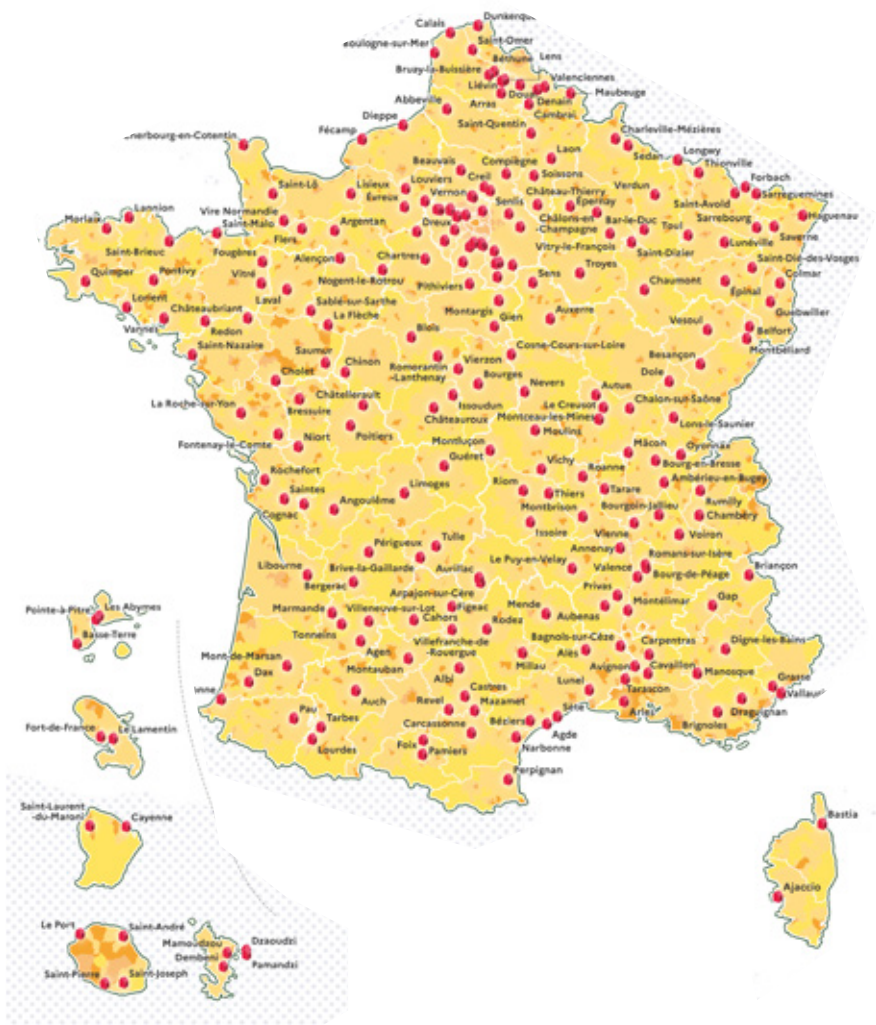 Dunkerqu
Calais
oulogne-sur-Mer
Saint-Omer
Béthune
Lens
Bruay-la-Buissière
Liévin
Valenciennes
Douai
Maubeuge
Abbeville
Arras
Denain
Cambrai
Dieppe
Saint-Quentin
Fécamp
Charleville-Mézières
herbourg-en-Cotentin
Laon
Sedan
Longwy
Beauvais
Compiègne
Thionville
Louviers
Creil
Soissons
Forbach
Saint-Lô
Lisieux
Vernon
Château-Thierry
Verdun
Sarreguemines
Evreux
Senlis
Épernay
Saint-Avold
Lannion
Vire Normandie
Haguenau
Morlaix
Saint-Malo
Argentan
Dreux
Châlons-en
-Champagne
Bar-le-Duc
Sarrebourg
Toul
Flers
Saverne
Saint-Brieuc
Fougères
Alençon
Chartres
Vitry-le-François
Saint-Dizier
Lunéville
Saint-Dié-des-Vosges
Quimper
Pontivy
Vitré
Nogent-le-Rotrou
Sens
Troyes
Colmar
Chaumont
Épinal
Pithiviers
Lorient
Laval
Sablé-sur-Sarthe
Châteaubriant
La Flèche
Montargis
Auxerre
Guebwiller
Vannes
Redon
Gien
Vesoul
Blois
Belfort
Saint-Nazaire
Saumur
Cosne-Cours-sur-Loire
Montbéliard
Chinon
Romorantin
-Lanthenay
Vierzon
Besançon
Cholet
Bourges
Dole
Nevers
Autun
Châtellerault
La Roche-sur-Yon
Bressuire
Issoudun
Le Creusot
Chalon-sur-Saône
Châteauroux
Montceau-les-Mines
Lons-le-Saunier
Fontenay-le-Comte
Niort
Poitiers
Moulins
Montluçon
Mâcon
Oyonnax
Guéret
Vichy
Bourg-en-Bresse
Rochefort
Roanne
Ambérieu-en-Bugey
Limoges
Riom
Saintes
Thiers
Tarare
Rumilly
Angoulême
Montbrison
Bourgoin-Jallieu
Cognac
Chambéry
Issoire
Vienne
Voiron
Tulle
Périgueux
Annonay
Romans-sur-Isère
Libourne
Brive-la-Gaillarde
Aurillac
Le Puy-en-Velay
Valence
Briançon
Bourg-de-Péage
Bergerac
Privas
Arpajon-sur-Cère
Gap
Marmande
Villeneuve-sur-Lot
Figeac
Mende
Montélimar
Cahors
Aubenas
Tonneins
Rodez
Pointe-à-Pitre
Les Abymes
Villefranche-de
-Rouergue
Bagnols-sur-Cèze
Basse-Terre
Agen
Carpentras
Digne-les-Bains
Mont-de-Marsan
Alès
Montauban
Millau
Avignon
Cavaillon
Manosque
Dax
Albi
Lunel
Grasse
Tarascon
Vallauri
Auch
Castres
Revel
Mazamet
Sète
Arles
Draguignan
Pau
Tarbes
Carcassonne
Béziers
Brignoles
Fort-de-France
Le Lamentin
Agde
Lourdes
Foix
Pamiers
Narbonne
Perpignan
Saint-Laurent
-du-Maroni
Cayenne
Bastia
Ajaccio
Le Port
Saint-André
Mamoudzou
Dzaoudzi
Dembeni
Pamandzi
Saint-Pierre
Saint-Joseph